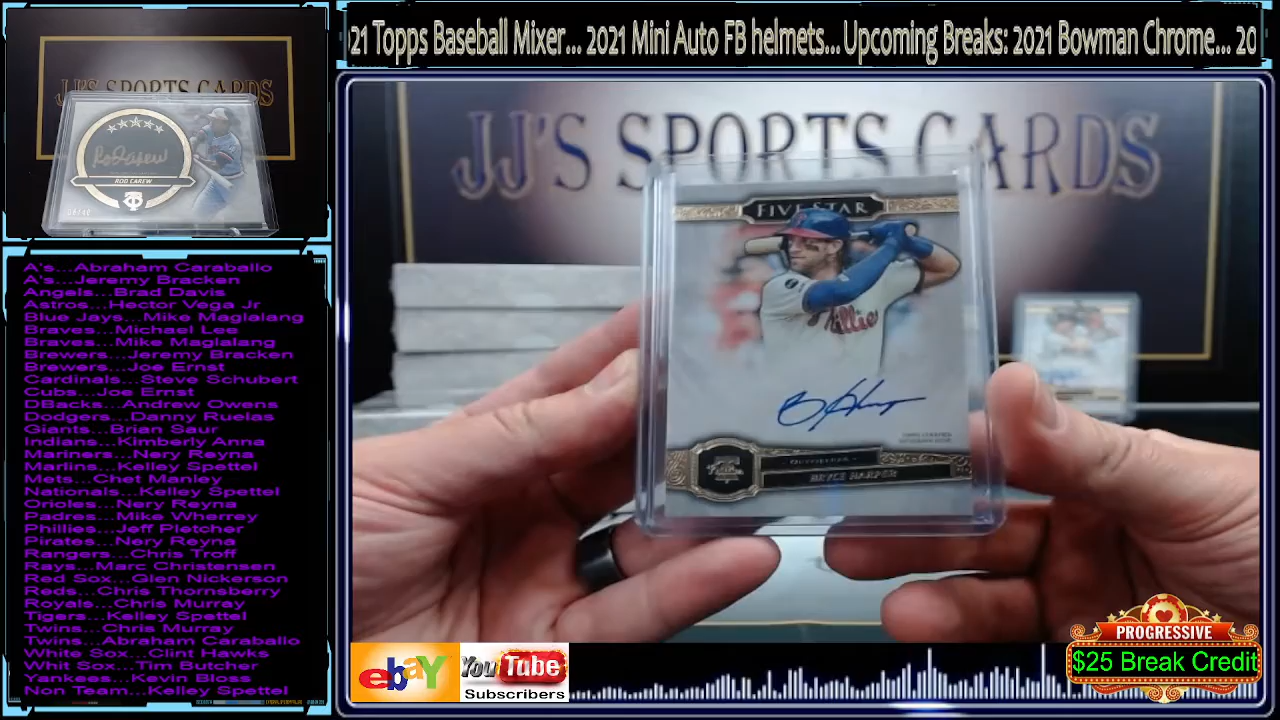 21 Topps Baseball Mixer... 2021 Mini Auto FB helmets... Upcoming Breaks: 2021 Bowman Chrome... 20
JJ'S SPORTS CARDS
Rod Carew
ROD CAREW
A's...Abraham Caraballo
A's...Jeremy Bracken
Angels...Brad Davis
Astros...Hector Vega Jr
Blue Jays...Mike Maglalang
Braves...Michael Lee
Braves...Mike Maglalang
Brewers...Jeremy Bracken
Brewers...Joe Ernst
Cardinals...Steve Schubert
Cubs...Joe Ernst
DBacks...Andrew Owens
Dodgers...Danny Ruelas
Giants...Brian Saur
Indians...Kimberly Anna
Mariners...Nery Reyna
Marlins...Kelley Spettel
Mets...Chet Manley
Nationals...Kelley Spettel
Orioles...Nery Reyna
Padres...Mike Wherrey
Phillies...Jeff Pletcher
Pirates...Nery Reyna
Rangers...Chris Troff
Rays...Marc Christensen
Red Sox...Glen Nickerson
Reds...Chris Thornsberry
Royals...Chris Murray
Tigers...Kelley Spettel
Twins...Chris Murray
Twins...Abraham Caraballo
White Sox...Clint Hawks
Whit Sox...Tim Butcher
Yankees...Kevin Bloss
Non Team...Kelley Spettel
JJ'S SPORTS CARDS
FIVE STAR
Phillie
OUTFIELDER
BRYCE HARPER
ebay
YouTube
Subscribers
PROGRESSIVE
$25 Break Credit